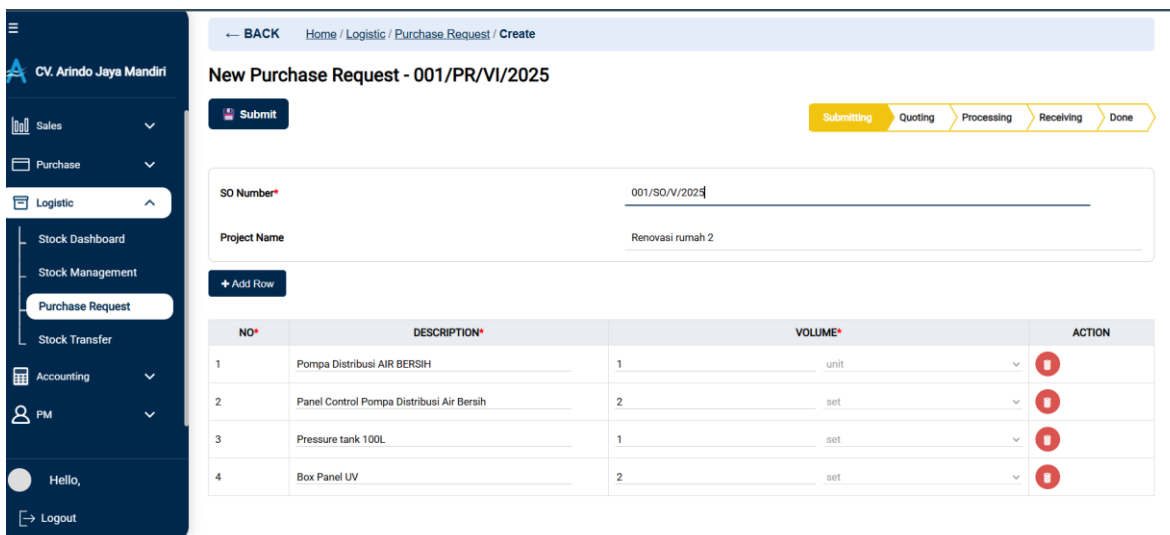 ← BACK Home / Logistic / Purchase Request / Create
CV. Arindo Jaya Mandiri
New Purchase Request - 001/PR/VI/2025
Submit
Submitting Quoting Processing Receiving Done
Sales
Purchase
Logistic
Stock Dashboard
Stock Management
Purchase Request
Stock Transfer
Accounting
PM
Hello,
Logout
SO Number* 001/SO/V/2025
Project Name Renovasi rumah 2
+ Add Row
NO* DESCRIPTION* VOLUME* ACTION
1 Pompa Distribusi AIR BERSIH 1 unit
2 Panel Control Pompa Distribusi Air Bersih 2 set
3 Pressure tank 100L 1 set
4 Box Panel UV 2 set